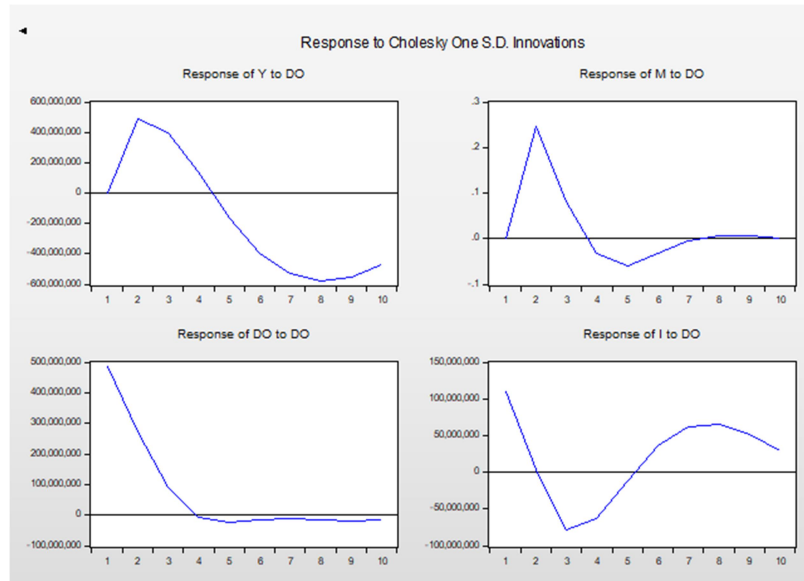 Response to Cholesky One S.D. Innovations
Response of Y to DO
600,000,000
400,000,000
200,000,000
0
-200,000,000
-400,000,000
-600,000,000
1 2 3 4 5 6 7 8 9 10
Response of M to DO
.3
.2
.1
.0
-.1
1 2 3 4 5 6 7 8 9 10
Response of DO to DO
500,000,000
400,000,000
300,000,000
200,000,000
100,000,000
0
-100,000,000
1 2 3 4 5 6 7 8 9 10
Response of I to DO
150,000,000
100,000,000
50,000,000
0
-50,000,000
-100,000,000
1 2 3 4 5 6 7 8 9 10